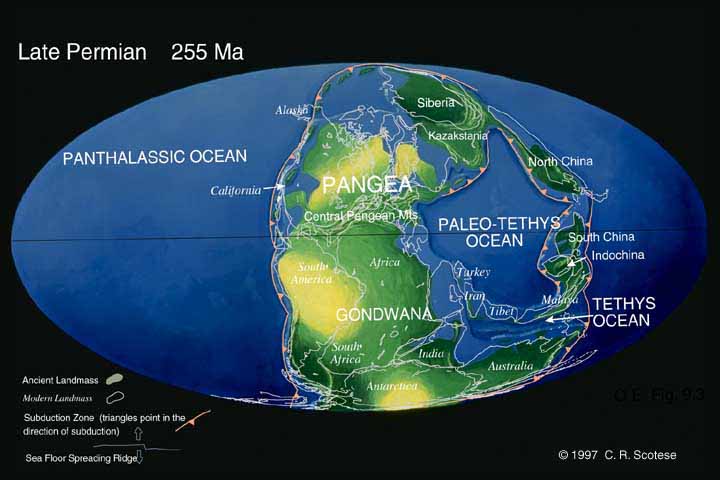 Late Permian 255 Ma
Siberia
Alaska
Kazakstania
PANTHALASSIC OCEAN
North China
California
PANGEA
Central Pangean Mts
PALEO-TETHYS
OCEAN
South China
Indochina
South
America
Africa
Turkey
Iran
Tibet
Malaya
TETHYS
OCEAN
GONDWANA
South
Africa
India
Australia
Antarctica
Ancient Landmass
Modern Landmass
Subduction Zone (triangles point in the
direction of subduction)
Sea Floor Spreading Ridge
O.E. Fig. 9.3
© 1997 C. R. Scotese